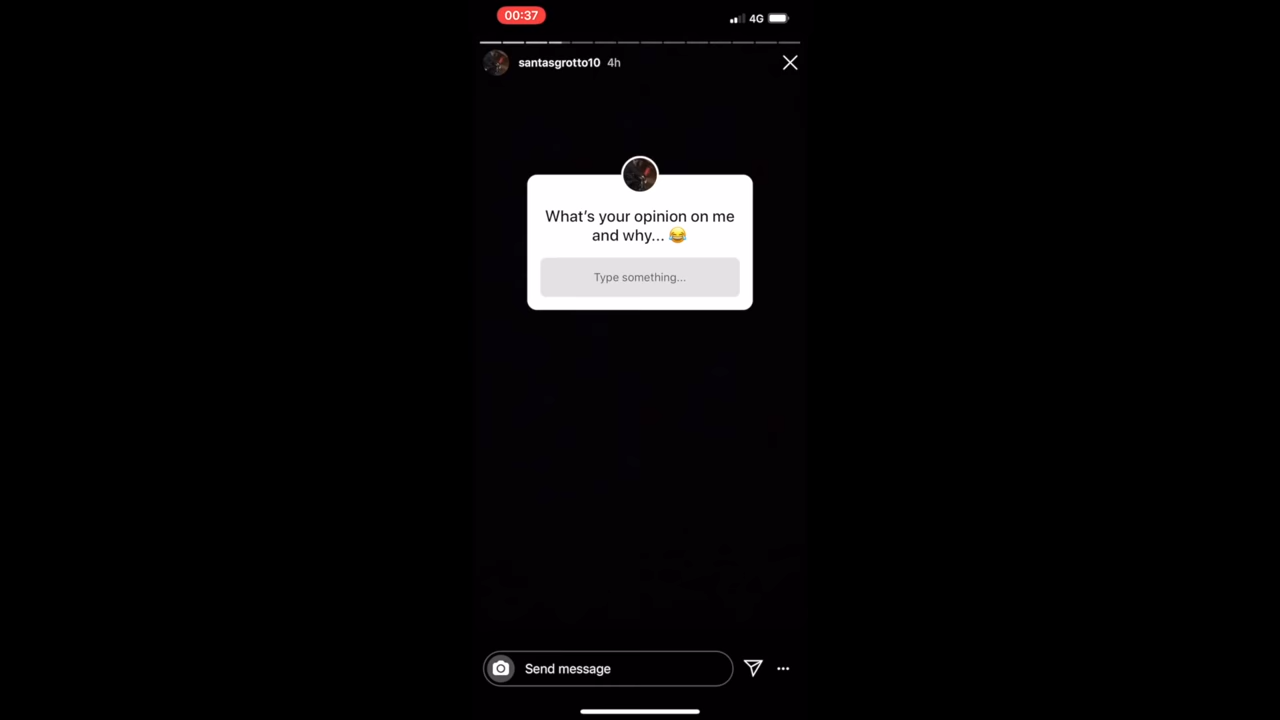 00:37
4G
santasgrotto10 4h
What's your opinion on me
and why... 😂
Type something...
Send message